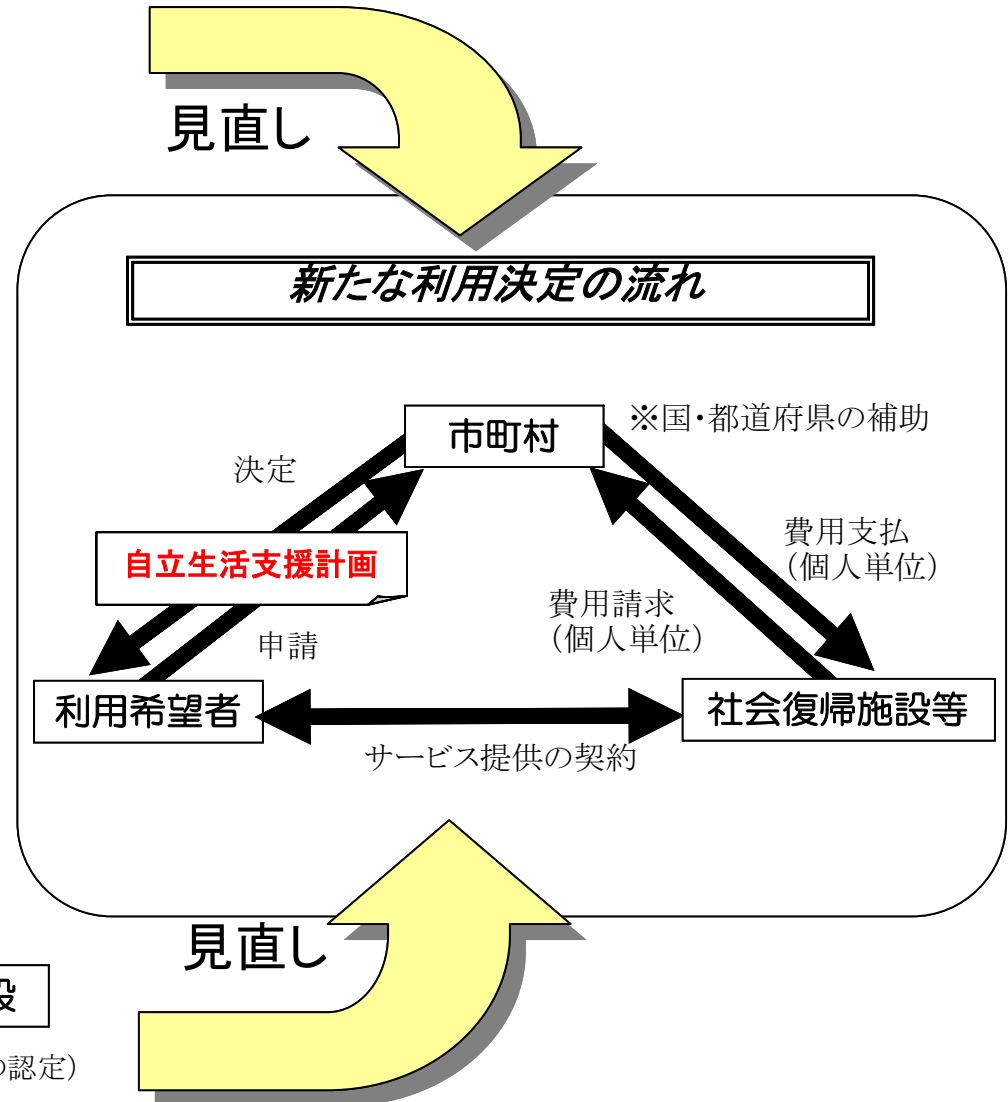 見直し
新たな利用決定の流れ
市町村
※国・都道府県の補助
決定
自立生活支援計画
費用支払
(個人単位)
費用請求
(個人単位)
申請
利用希望者
社会復帰施設等
サービス提供の契約
見直し
設
の認定)